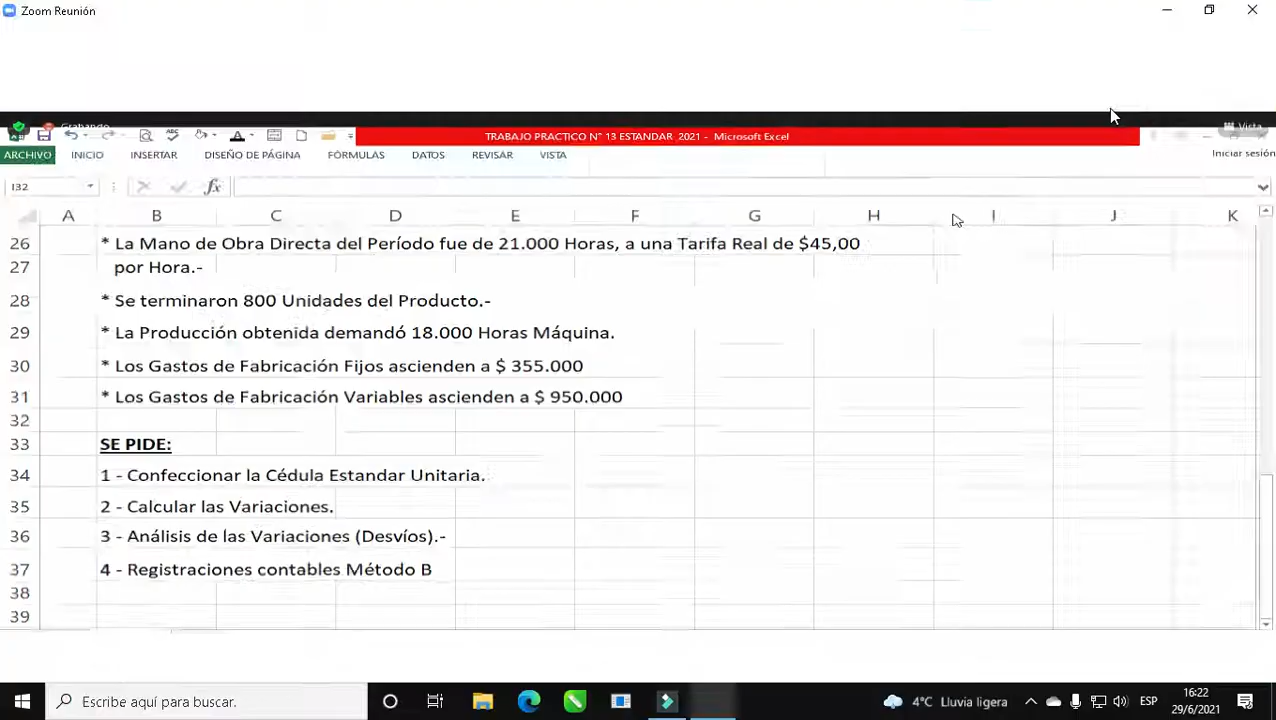 Zoom Reunión
Grabando
Vista
TRABAJO PRACTICO N° 13 ESTANDAR 2021 - Microsoft Excel
ARCHIVO INICIO INSERTAR DISEÑO DE PÁGINA FÓRMULAS DATOS REVISAR VISTA Iniciar sesión
I32 fx
A B C D E F G H I J K
26 * La Mano de Obra Directa del Período fue de 21.000 Horas, a una Tarifa Real de $45,00
27 por Hora.-
28 * Se terminaron 800 Unidades del Producto.-
29 * La Producción obtenida demandó 18.000 Horas Máquina.
30 * Los Gastos de Fabricación Fijos ascienden a $ 355.000
31 * Los Gastos de Fabricación Variables ascienden a $ 950.000
32
33 SE PIDE:
34 1 - Confeccionar la Cédula Estandar Unitaria.
35 2 - Calcular las Variaciones.
36 3 - Análisis de las Variaciones (Desvíos).-
37 4 - Registraciones contables Método B
38
39
Escribe aquí para buscar.
4°C Lluvia ligera
ESP
16:22
29/6/2021